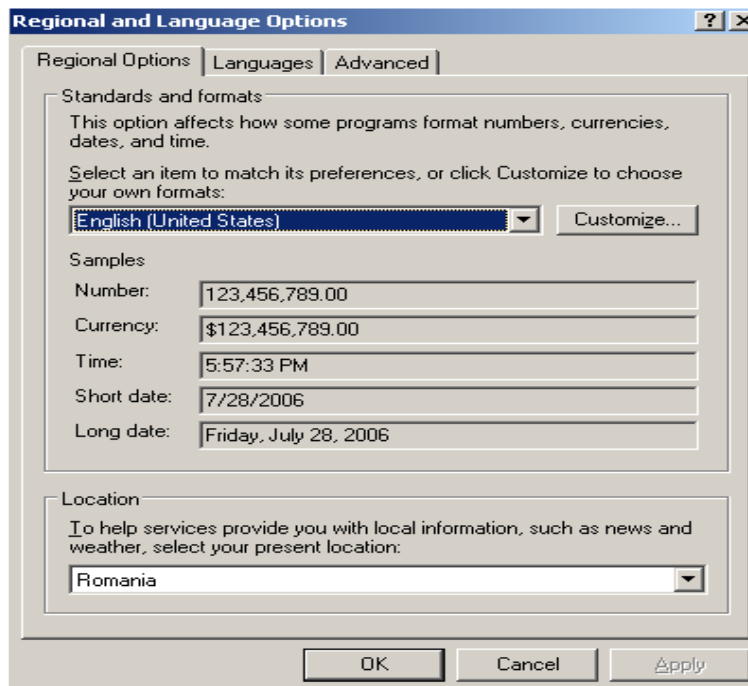 Regional and Language Options
Regional Options Languages Advanced
Standards and formats
This option affects how some programs format numbers, currencies,
dates, and time.
Select an item to match its preferences, or click Customize to choose
your own formats:
English (United States) Customize...
Samples
Number: 123,456,789.00
Currency: $123,456,789.00
Time: 5:57:33 PM
Short date: 7/28/2006
Long date: Friday, July 28, 2006
Location
To help services provide you with local information, such as news and
weather, select your present location:
Romania
OK Cancel Apply